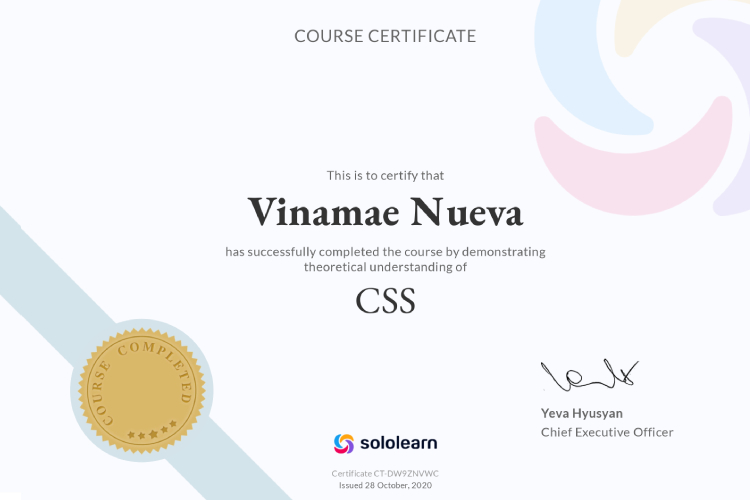 COURSE CERTIFICATE
This is to certify that
Vinamae Nueva
has successfully completed the course by demonstrating
theoretical understanding of
CSS
COURSE COMPLETED
Yeva Hyusyan
Chief Executive Officer
sololearn
Certificate CT-DW9ZNVWC
Issued 28 October, 2020